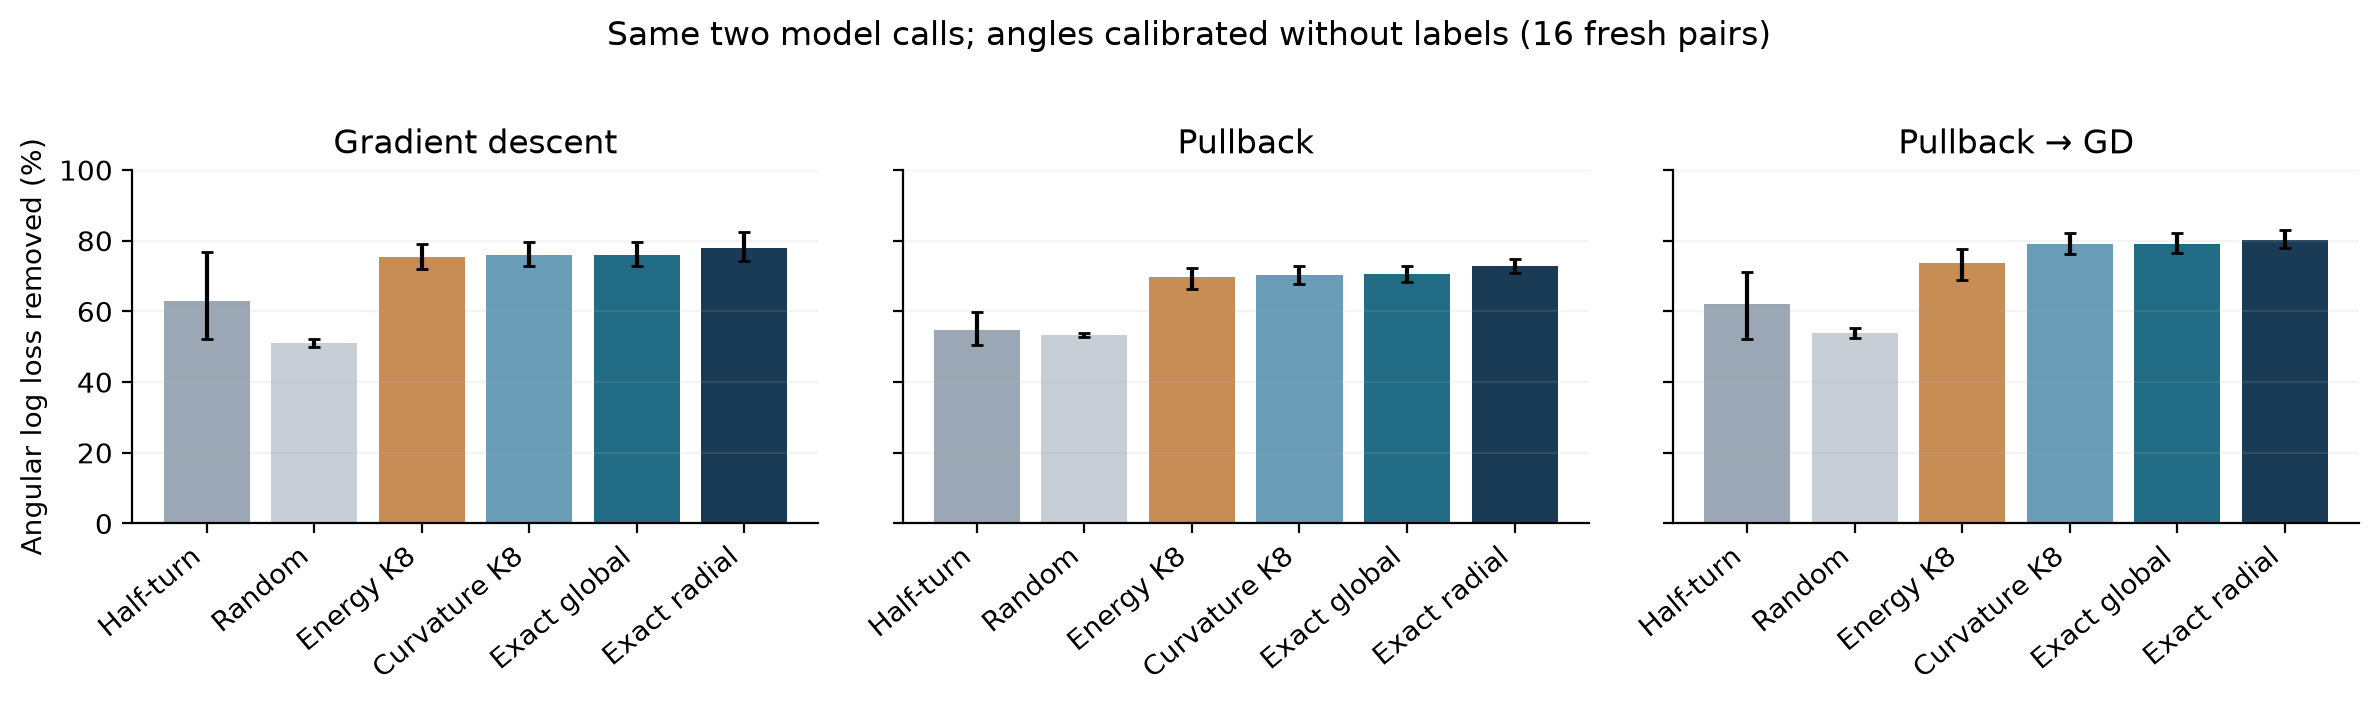 Same two model calls; angles calibrated without labels (16 fresh pairs)
Gradient descent
Pullback
Pullback → GD
Angular log loss removed (%)
100
80
60
40
20
0
Half-turn
Random
Energy K8
Curvature K8
Exact global
Exact radial
Half-turn
Random
Energy K8
Curvature K8
Exact global
Exact radial
Half-turn
Random
Energy K8
Curvature K8
Exact global
Exact radial